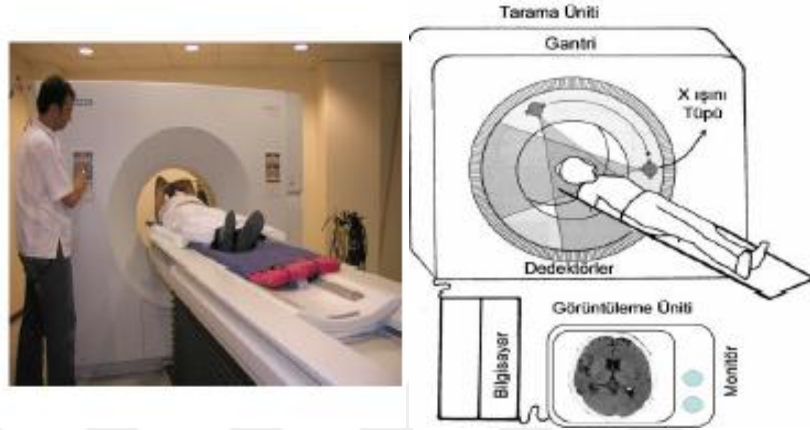 Tarama Üniti
Gantri
X ışını
Tüpü
Dedektörler
Görüntüleme Üniti
Bilgisayar
Monitör